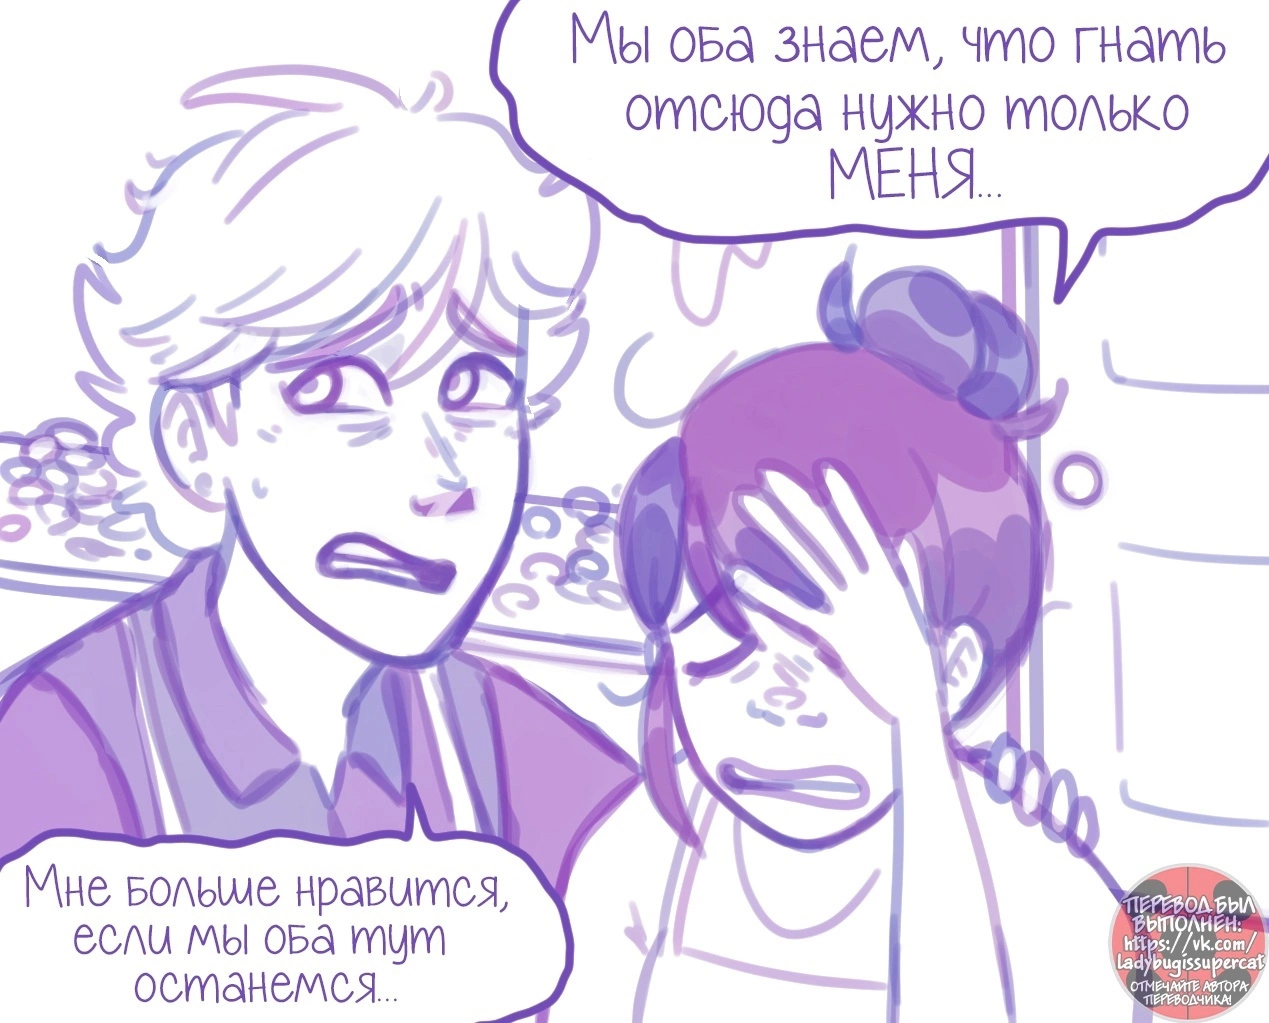 Мы оба знаем, что гнать
отсюда нужно только
МЕНЯ...
Мне больше нравится,
если мы оба тут
останемся...
ПЕРЕВОД БЫЛ
ВЫПОЛНЕН:
https://vk.com/
ladybugissupercat
ОТМЕЧАЙТЕ АВТОРА
ПЕРЕВОДЧИКА!